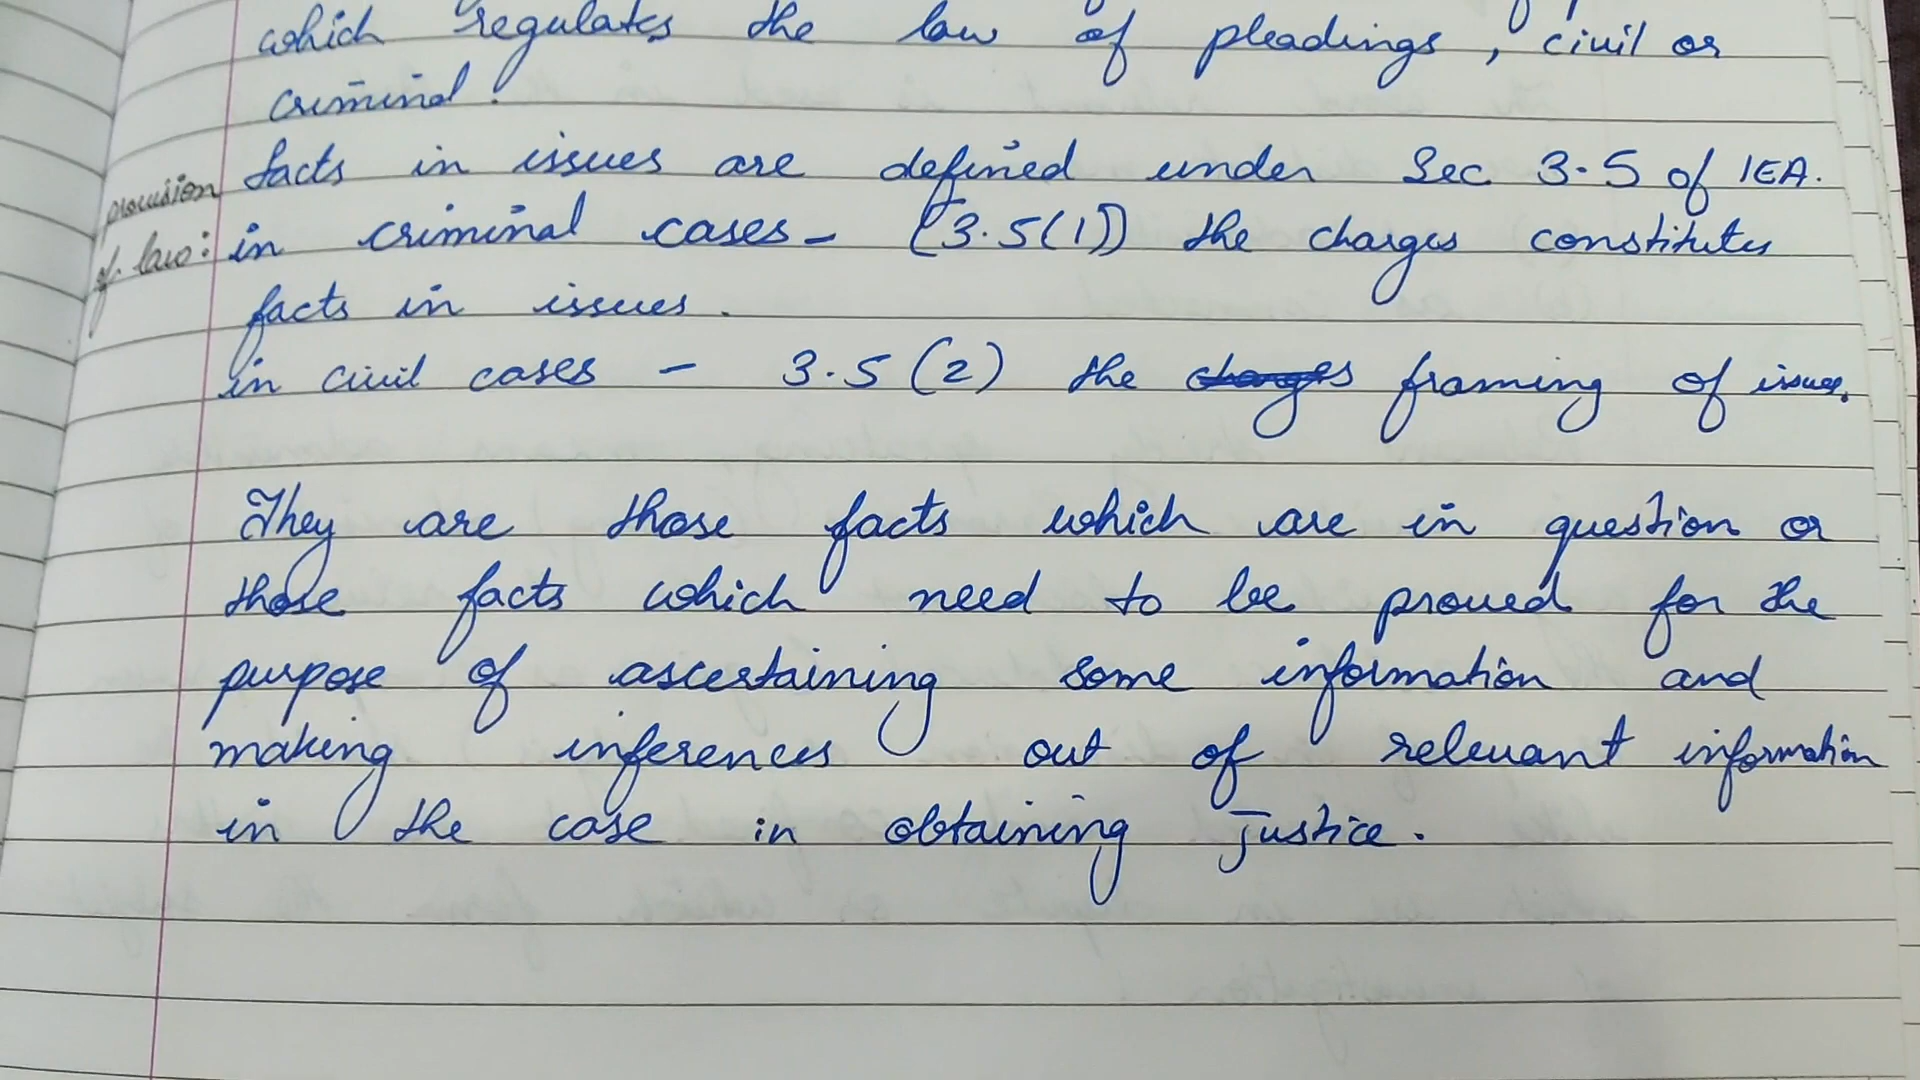 which regulates the law of pleadings, civil or
criminal.
facts in issues are defined under Sec 3.5 of IEA.
provision
of law:
in criminal cases - [3.5(1)] the charges constitutes
facts in issues.
in civil cases - 3.5 (2) the charges framing of issues.
They are those facts which are in question or
those facts which need to be proved for the
purpose of ascertaining some information and
making inferences out of relevant information
in the case in obtaining justice.